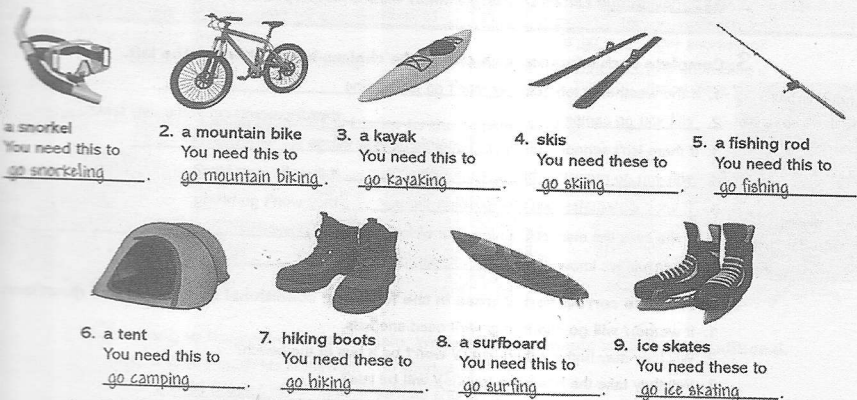 a snorkel
You need this to
go snorkeling.
2. a mountain bike
You need this to
go mountain biking.
3. a kayak
You need this to
go kayaking.
4. skis
You need these to
go skiing.
5. a fishing rod
You need this to
go fishing
6. a tent
You need this to
go camping.
7. hiking boots
You need these to
go hiking.
8. a surfboard
You need this to
go surfing.
9. ice skates
You need these to
go ice skating.